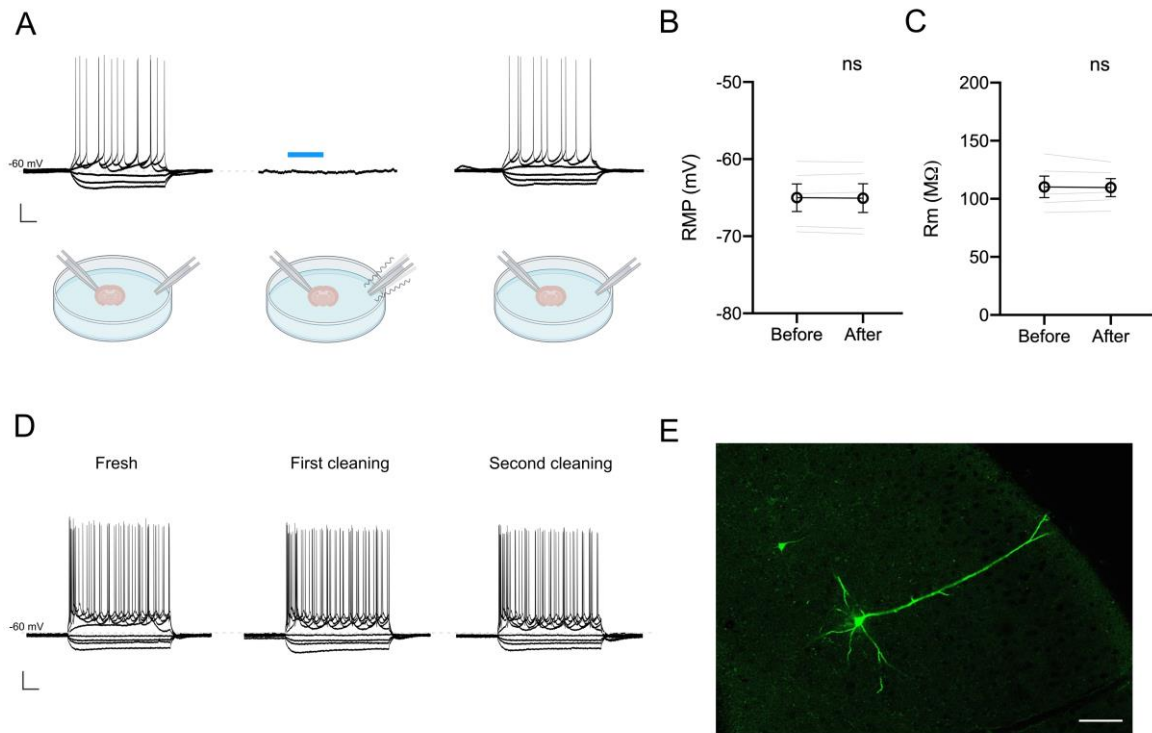 A
-60 mV
B
ns
RMP (mV)
-50
-60
-70
-80
Before
After
C
ns
Rm (MΩ)
200
150
100
50
0
Before
After
D
Fresh
First cleaning
Second cleaning
-60 mV
E